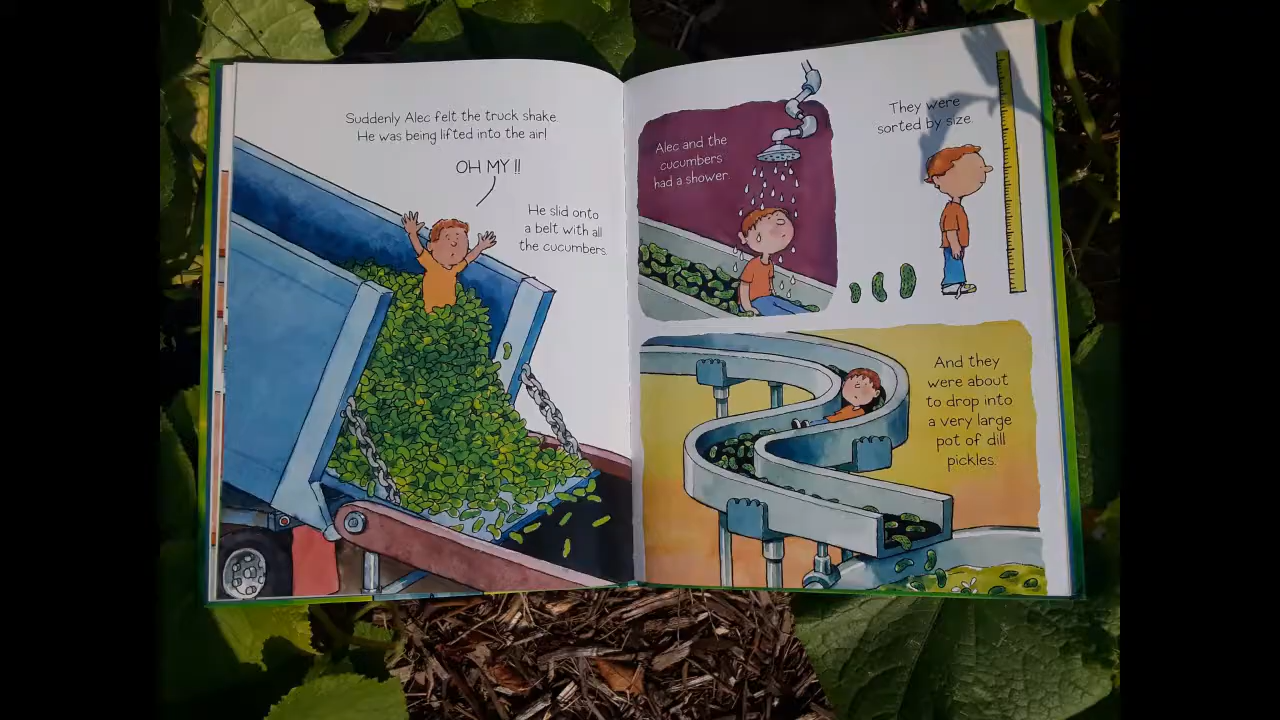 Suddenly Alec felt the truck shake.
He was being lifted into the air!
OH MY !!
He slid onto
a belt with all
the cucumbers.
Alec and the
cucumbers
had a shower.
They were
sorted by size.
And they
were about
to drop into
a very large
pot of dill
pickles.